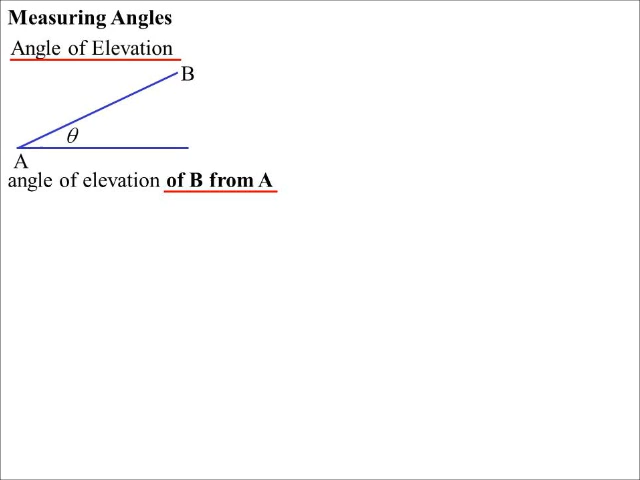 Measuring Angles
Angle of Elevation
B
θ
A
angle of elevation of B from A